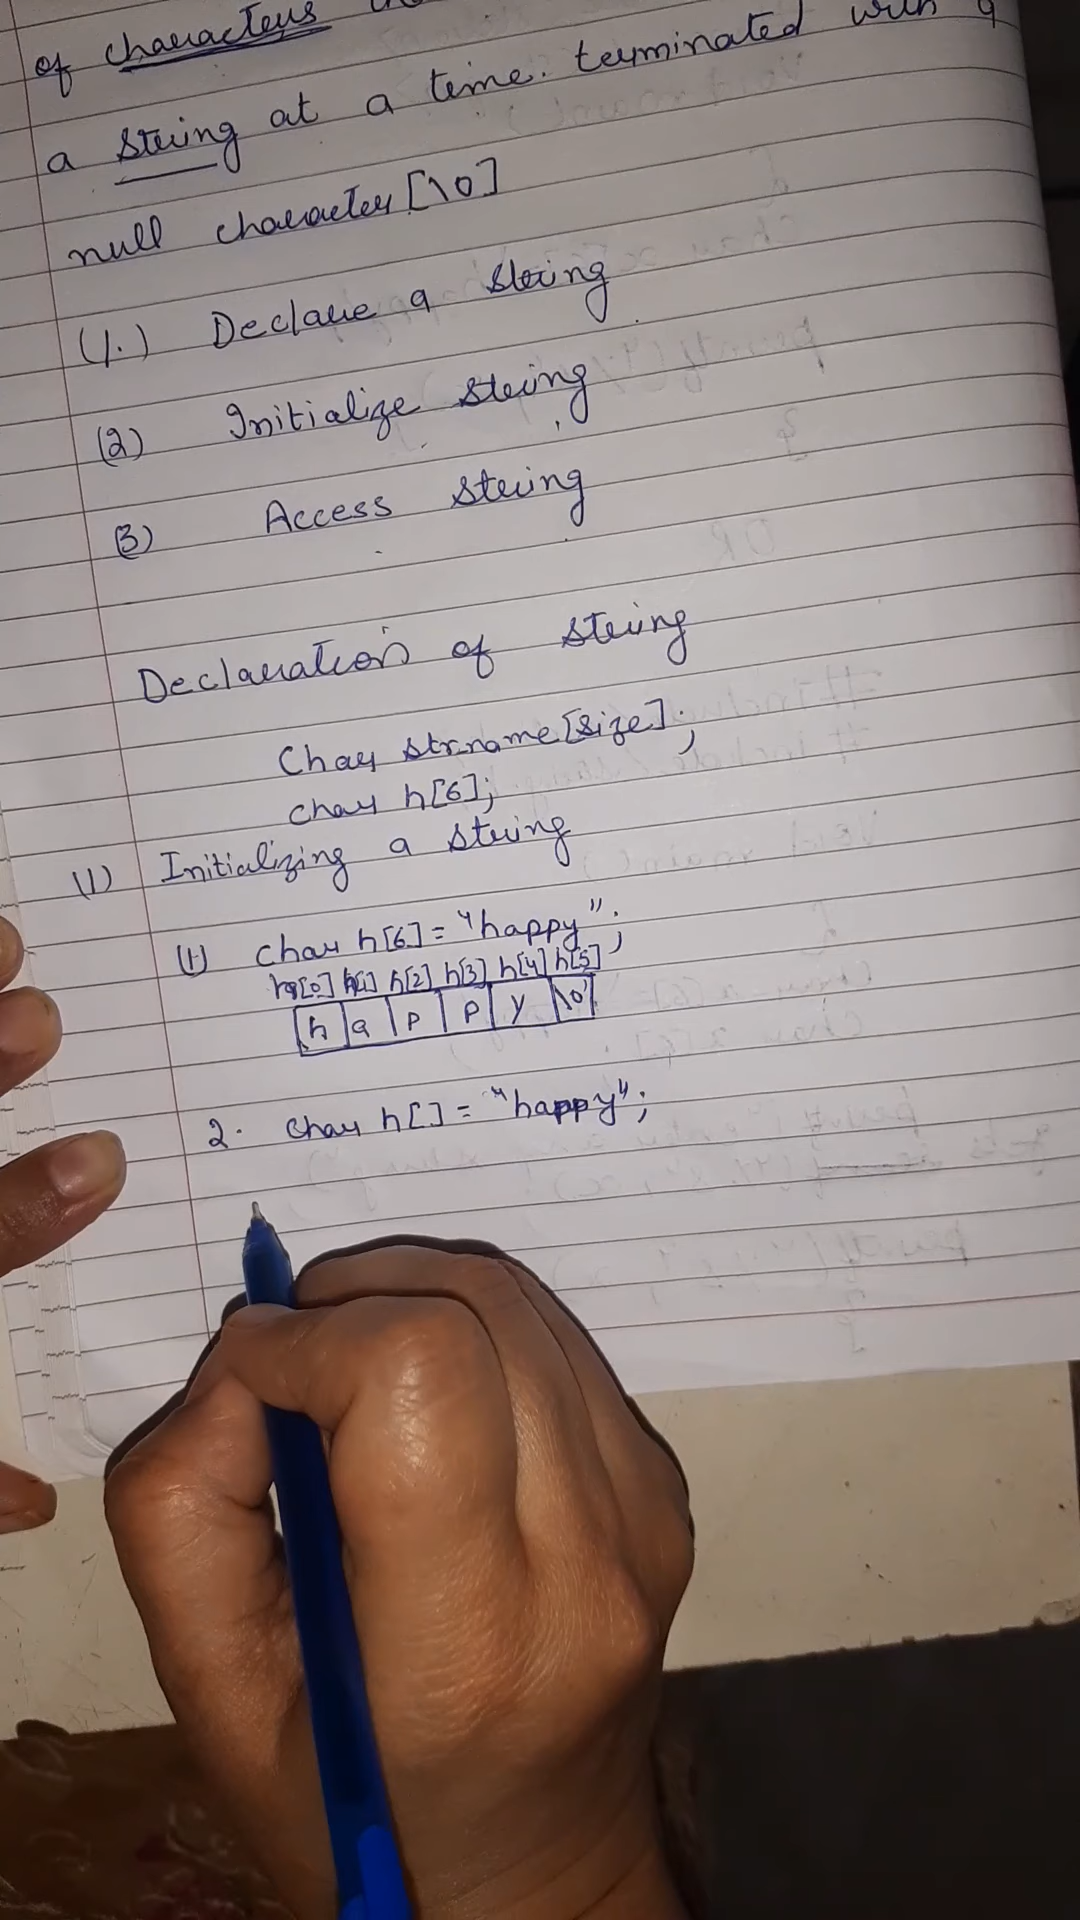 of characters
a string at a time. terminated with a
null character [\0]
(1.) Declare a string
(2) Initialize string
(3) Access string
Declaration of string
Char strname[size];
char h[6];
(1) Initializing a string
(1) char h[6] = "happy";
h[0] h[1] h[2] h[3] h[4] h[5]
h a p p y \0
2. char h[] = "happy";